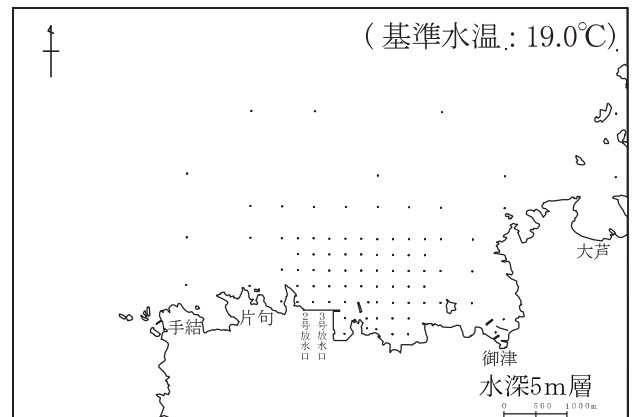 (基準水温:19.0℃)
大芦
片句
手結
2号放水口
3号放水口
御津
水深5m層
0 500 1000m